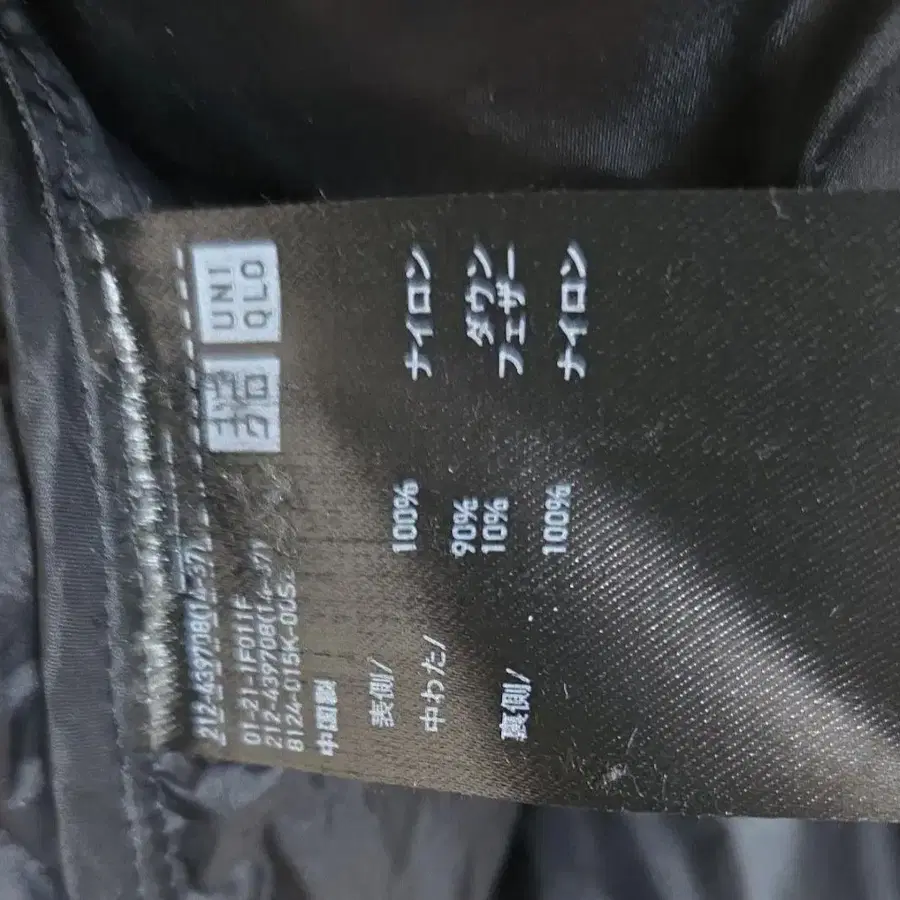 UNI
QLO
ユニ
クロ
212-439708(14-37)
01-21-1F011F
212-439708(14-37)
8124-015K-00S2
中国製
表側/ 100% ナイロン
中わた/ 90% ダウン
10% フェザー
裏側/ 100% ナイロン